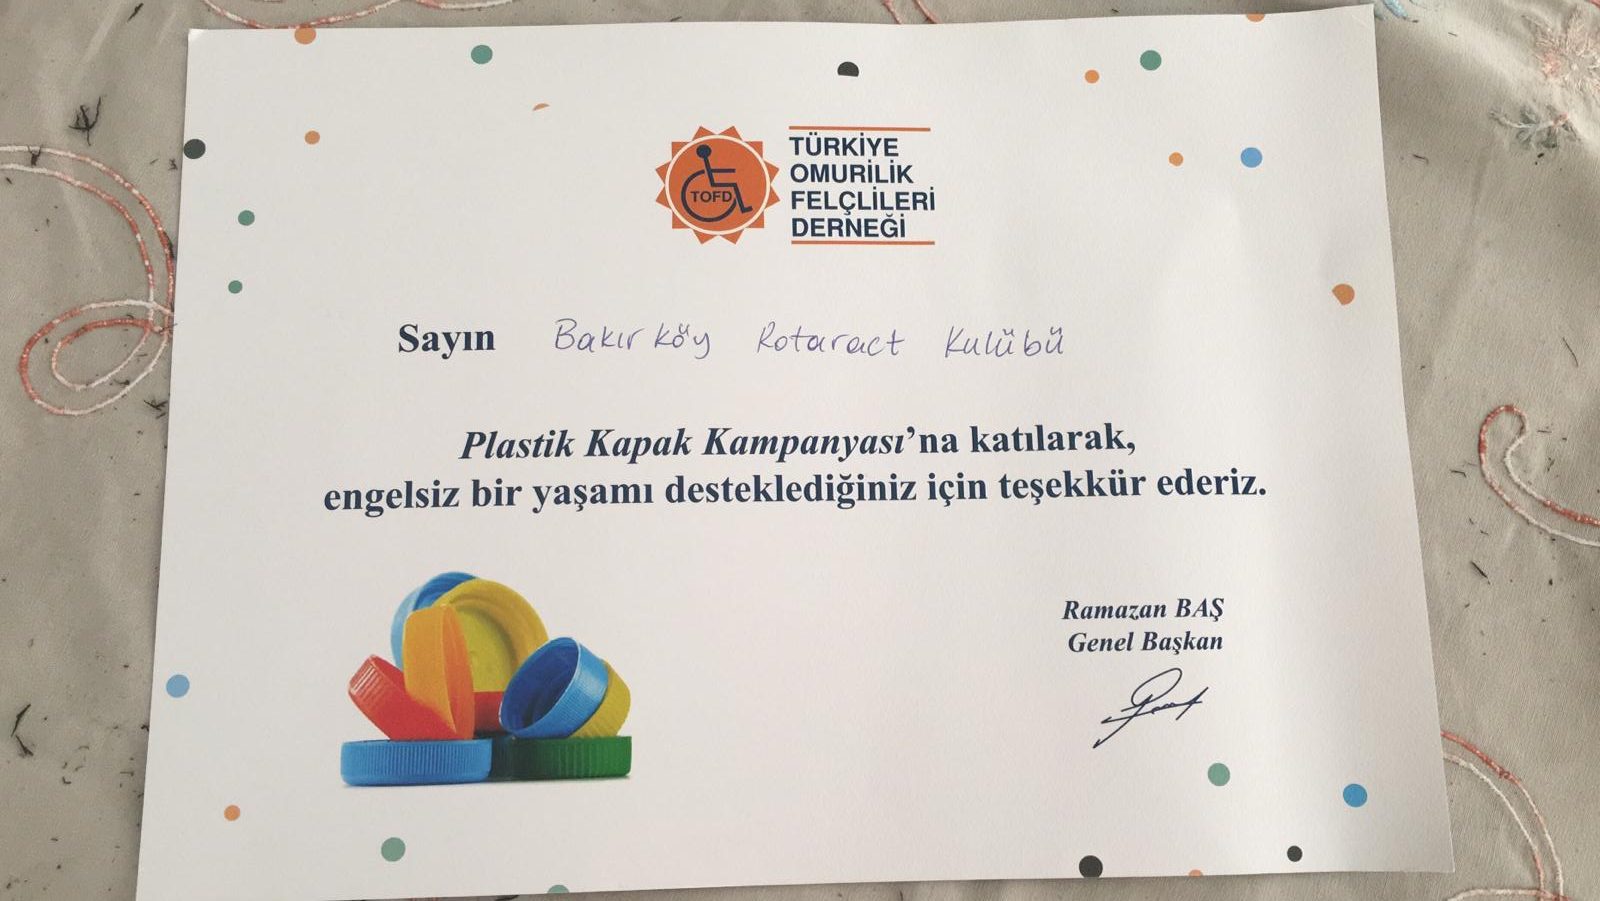 TOFD
TÜRKİYE
OMURİLİK
FELÇLİLERİ
DERNEĞİ
Sayın Bakırköy Rotaract Kulübü
Plastik Kapak Kampanyası'na katılarak,
engelsiz bir yaşamı desteklediğiniz için teşekkür ederiz.
Ramazan BAŞ
Genel Başkan